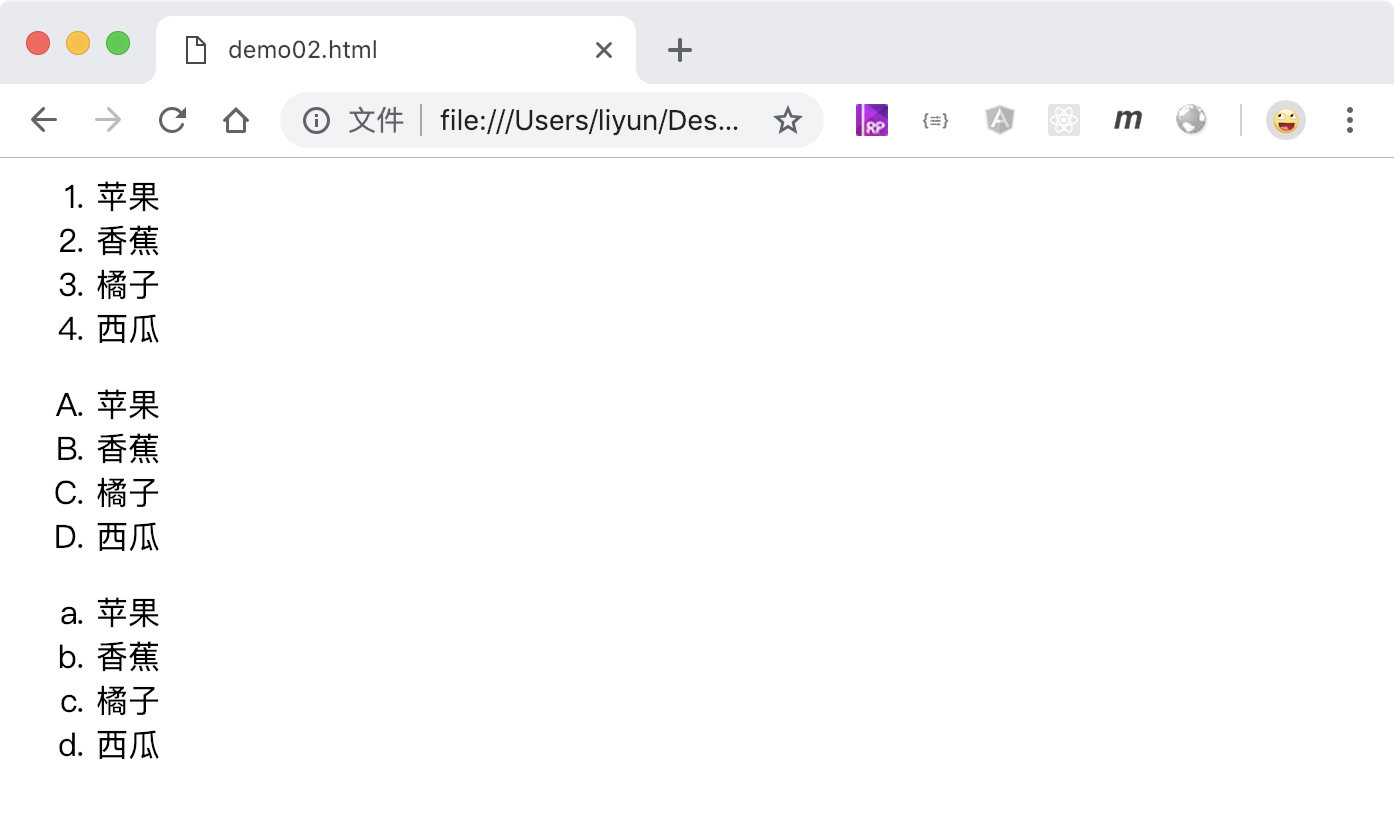 demo02.html
文件 file:///Users/liyun/Des...
RP {≡} A m
1. 苹果
2. 香蕉
3. 橘子
4. 西瓜
A. 苹果
B. 香蕉
C. 橘子
D. 西瓜
a. 苹果
b. 香蕉
c. 橘子
d. 西瓜